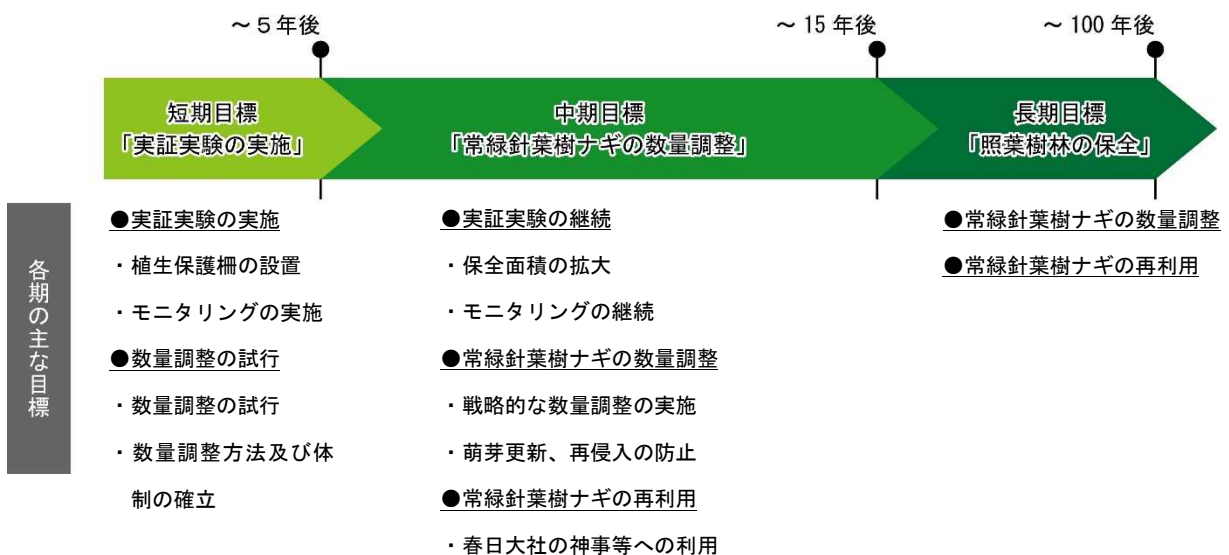 ～５年後
～ 15 年後
～ 100 年後
短期目標
「実証実験の実施」
中期目標
「常緑針葉樹ナギの数量調整」
長期目標
「照葉樹林の保全」
各期の主な目標
●実証実験の実施
・植生保護柵の設置
・モニタリングの実施
●数量調整の試行
・数量調整の試行
・数量調整方法及び体
制の確立
●実証実験の継続
・保全面積の拡大
・モニタリングの継続
●常緑針葉樹ナギの数量調整
・戦略的な数量調整の実施
・萌芽更新、再侵入の防止
●常緑針葉樹ナギの再利用
・春日大社の神事等への利用
●常緑針葉樹ナギの数量調整
●常緑針葉樹ナギの再利用